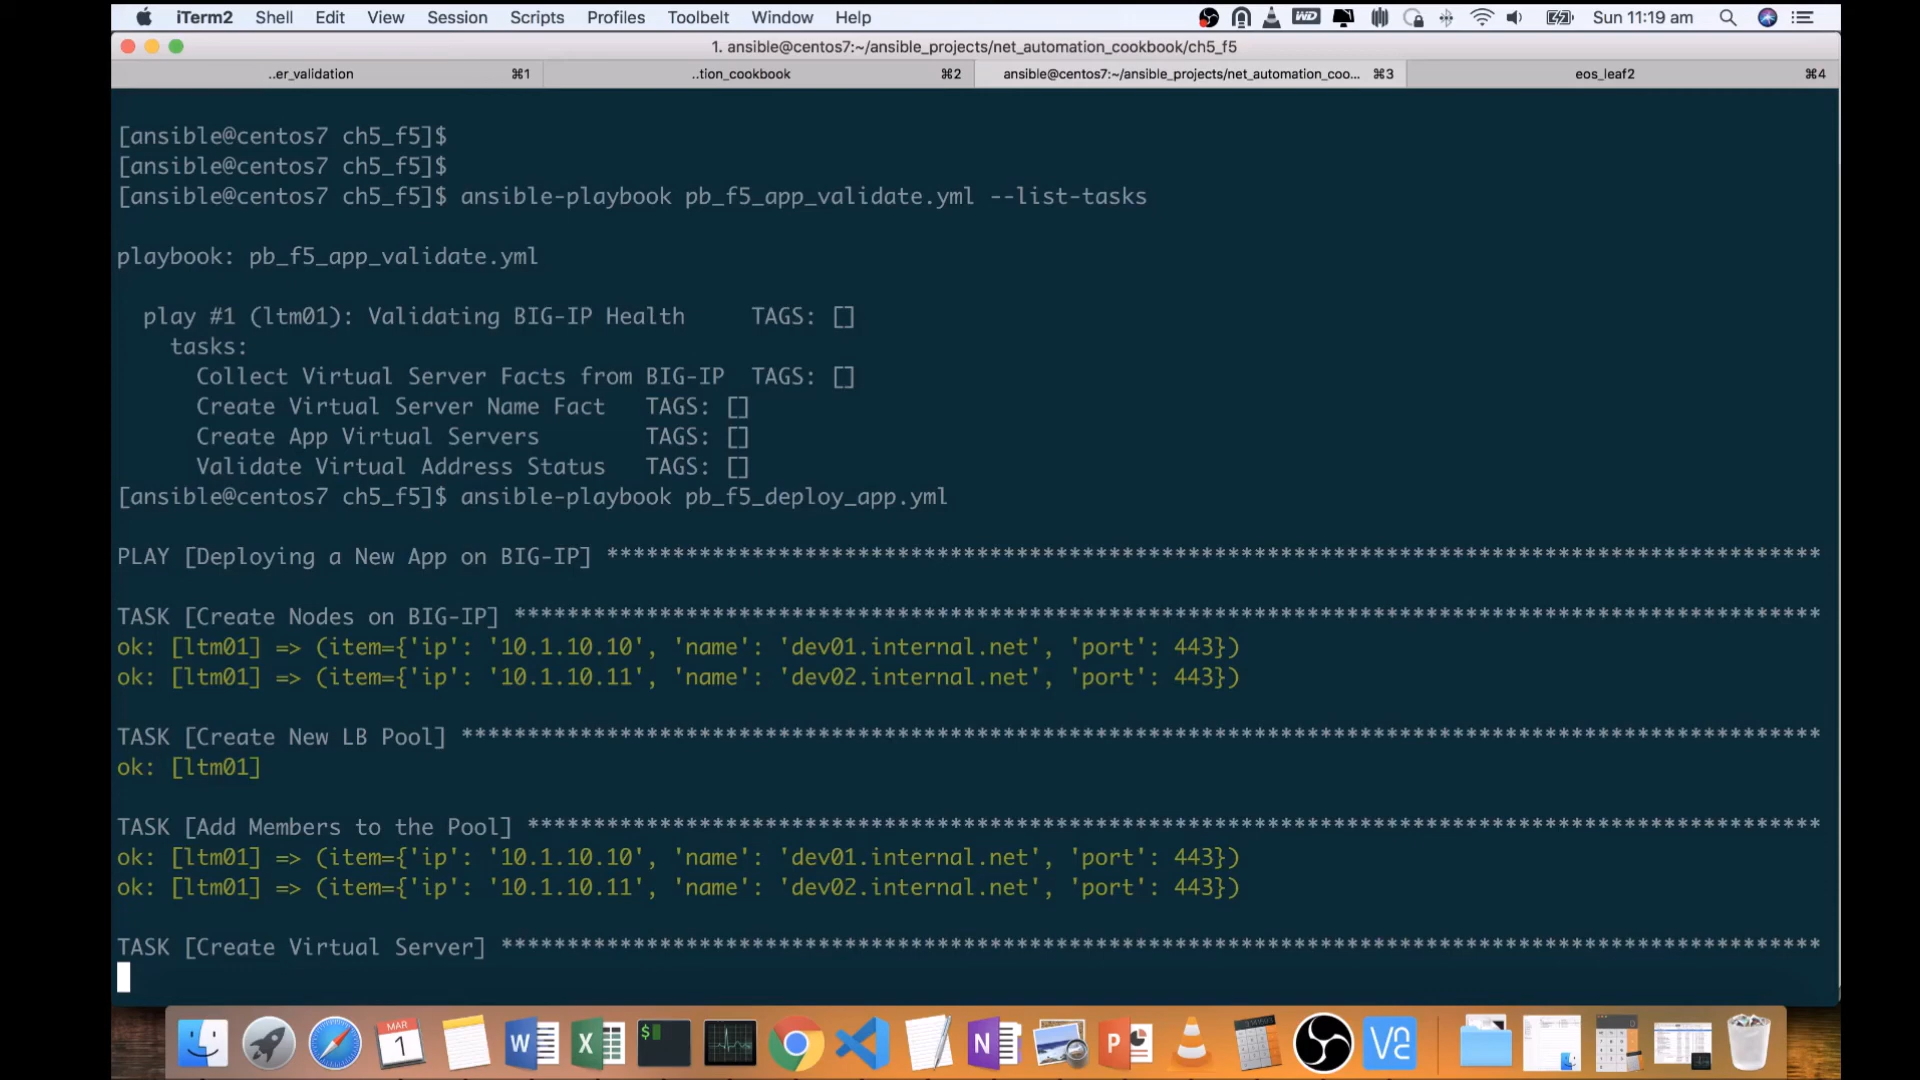 iTerm2 Shell Edit View Session Scripts Profiles Toolbelt Window Help WD Sun 11:19 am
1. ansible@centos7:~/ansible_projects/net_automation_cookbook/ch5_f5
..er_validation ⌘1 ..tion_cookbook ⌘2 ansible@centos7:~/ansible_projects/net_automation_coo... ⌘3 eos_leaf2 ⌘4
[ansible@centos7 ch5_f5]$
[ansible@centos7 ch5_f5]$
[ansible@centos7 ch5_f5]$ ansible-playbook pb_f5_app_validate.yml --list-tasks
playbook: pb_f5_app_validate.yml
play #1 (ltm01): Validating BIG-IP Health TAGS: []
tasks:
Collect Virtual Server Facts from BIG-IP TAGS: []
Create Virtual Server Name Fact TAGS: []
Create App Virtual Servers TAGS: []
Validate Virtual Address Status TAGS: []
[ansible@centos7 ch5_f5]$ ansible-playbook pb_f5_deploy_app.yml
PLAY [Deploying a New App on BIG-IP] ********************************************************************************************
TASK [Create Nodes on BIG-IP] ***************************************************************************************************
ok: [ltm01] => (item={'ip': '10.1.10.10', 'name': 'dev01.internal.net', 'port': 443})
ok: [ltm01] => (item={'ip': '10.1.10.11', 'name': 'dev02.internal.net', 'port': 443})
TASK [Create New LB Pool] *******************************************************************************************************
ok: [ltm01]
TASK [Add Members to the Pool] **************************************************************************************************
ok: [ltm01] => (item={'ip': '10.1.10.10', 'name': 'dev01.internal.net', 'port': 443})
ok: [ltm01] => (item={'ip': '10.1.10.11', 'name': 'dev02.internal.net', 'port': 443})
TASK [Create Virtual Server] ****************************************************************************************************
MAR
1 W X $ N P V2